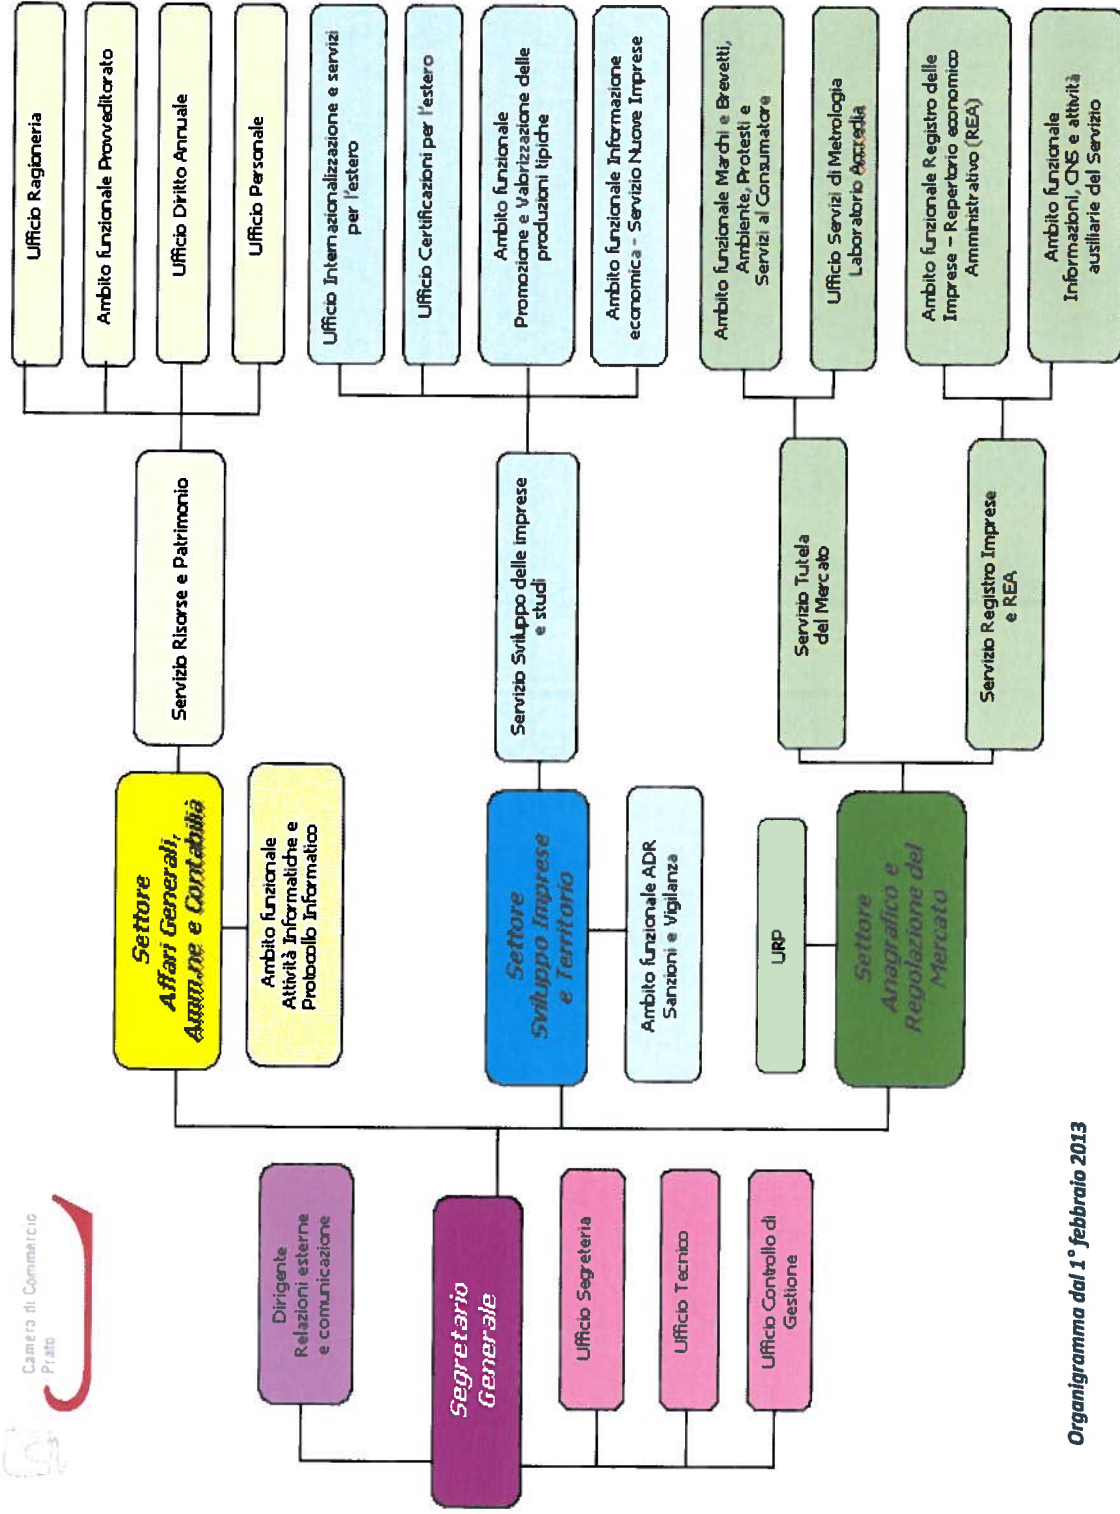 Camera di Commercio
Prato
Segretario
Generale
Dirigente
Relazioni esterne
e comunicazione
Ufficio Segreteria
Ufficio Tecnico
Ufficio Controllo di
Gestione
Settore
Affari Generali,
Amm.ne e Contabilià
Ambito funzionale
Attività Informatiche e
Protocollo Informatico
Servizio Risorse e Patrimonio
Ufficio Ragioneria
Ambito funzionale Provveditorato
Ufficio Diritto Annuale
Ufficio Personale
Settore
Sviluppo Imprese
e Territorio
Ambito funzionale ADR
Sanzioni e Vigilanza
Servizio Sviluppo delle imprese
e studi
Ufficio Internazionalizzazione e servizi
per l'estero
Ufficio Certificazioni per l'estero
Ambito funzionale
Promozione e Valorizzazione delle
produzioni tipiche
Ambito funzionale Informazione
economica - Servizio Nuove Imprese
URP
Settore
Anagrafico e
Regolazione del
Mercato
Servizio Tutela
del Mercato
Ambito funzionale Marchi e Brevetti,
Ambiente, Protesti e
Servizi al Consumatore
Ufficio Servizi di Metrologia
Laboratorio Accredia
Servizio Registro Imprese
e REA
Ambito funzionale Registro delle
Imprese – Repertorio economico
Amministrativo (REA)
Ambito funzionale
Informazioni, CNS e attività
ausiliarie del Servizio
Organigramma dal 1° febbraio 2013